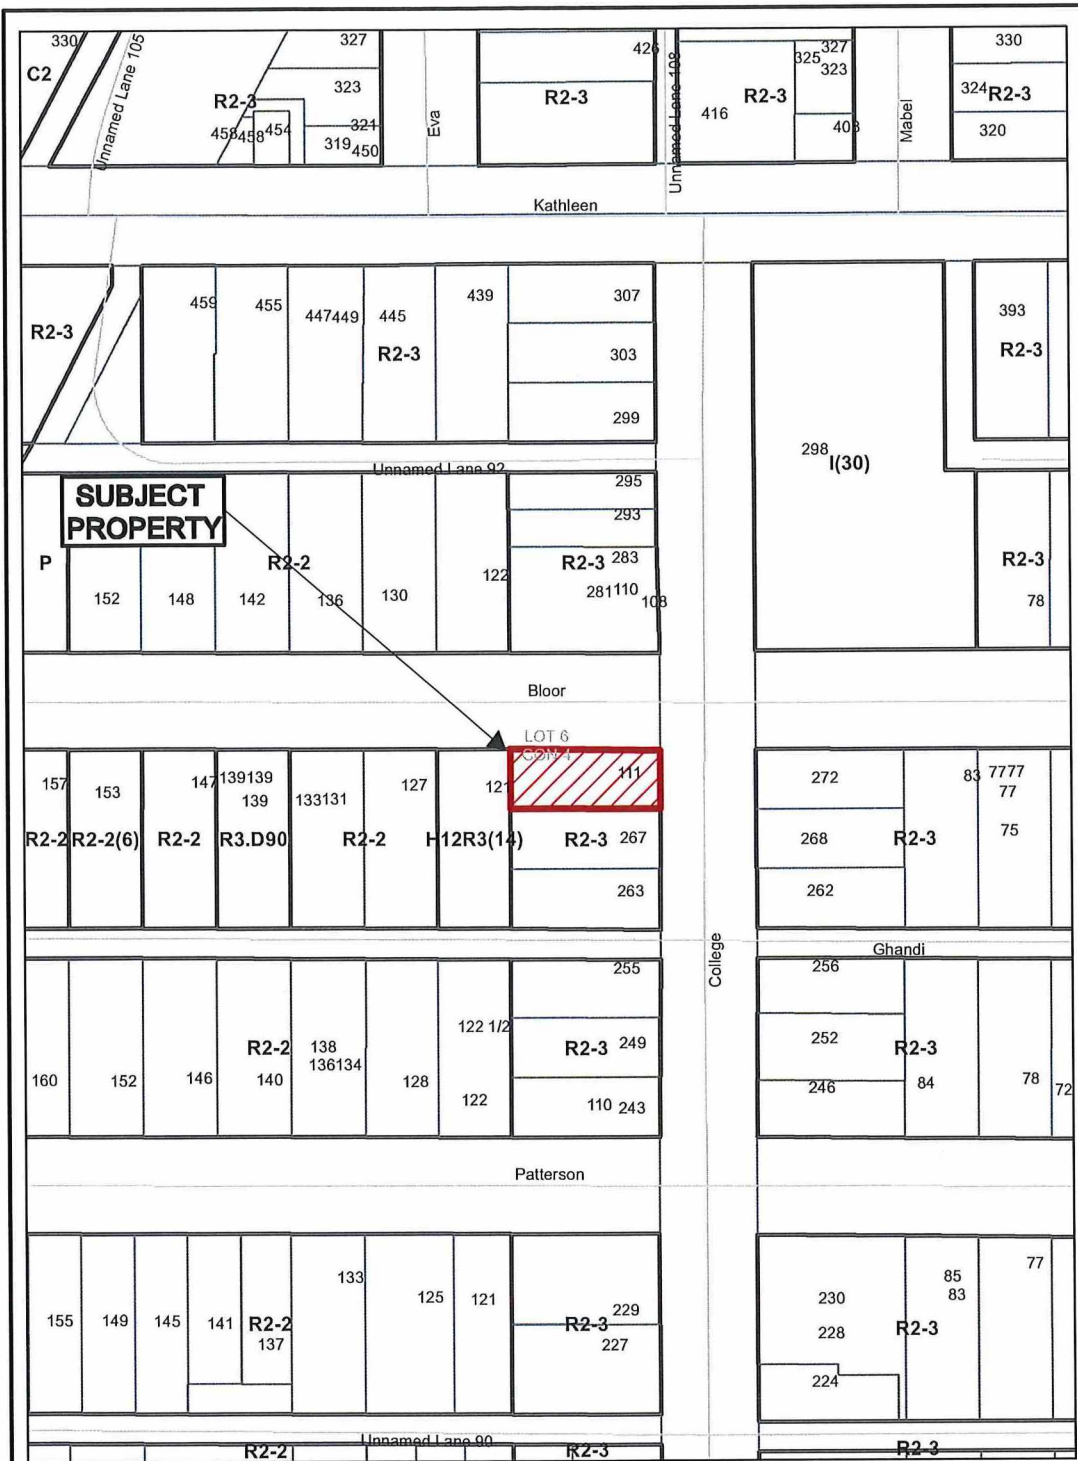 330
327
426
327
330
C2
Unnamed Lane 105
323
325
323
324
R2-3
R2-3
R2-3
R2-3
Unnamed Lane 108
416
458
458
454
321
319
450
Eva
403
Mabel
320
Kathleen
459
455
447
449
445
439
307
R2-3
R2-3
303
299
393
R2-3
298
I(30)
Unnamed Lane 92
SUBJECT
PROPERTY
295
293
P
R2-2
R2-3
283
122
R2-3
152
148
142
136
130
281
110
108
78
Bloor
LOT 6
CON 4
157
153
147
139
139
139
133
131
127
121
111
272
83
7777
77
75
R2-2
R2-2(6)
R2-2
R3.D90
R2-2
H12R3(14)
R2-3
267
268
R2-3
263
262
College
Ghandi
255
256
122 1/2
R2-2
138
136
134
R2-3
249
252
R2-3
160
152
146
140
128
122
110
243
246
84
78
72
Patterson
133
125
121
229
230
85
83
77
155
149
145
141
R2-2
137
R2-3
227
228
R2-3
224
Unnamed Lane 90
R2-2
R2-3
R2-3